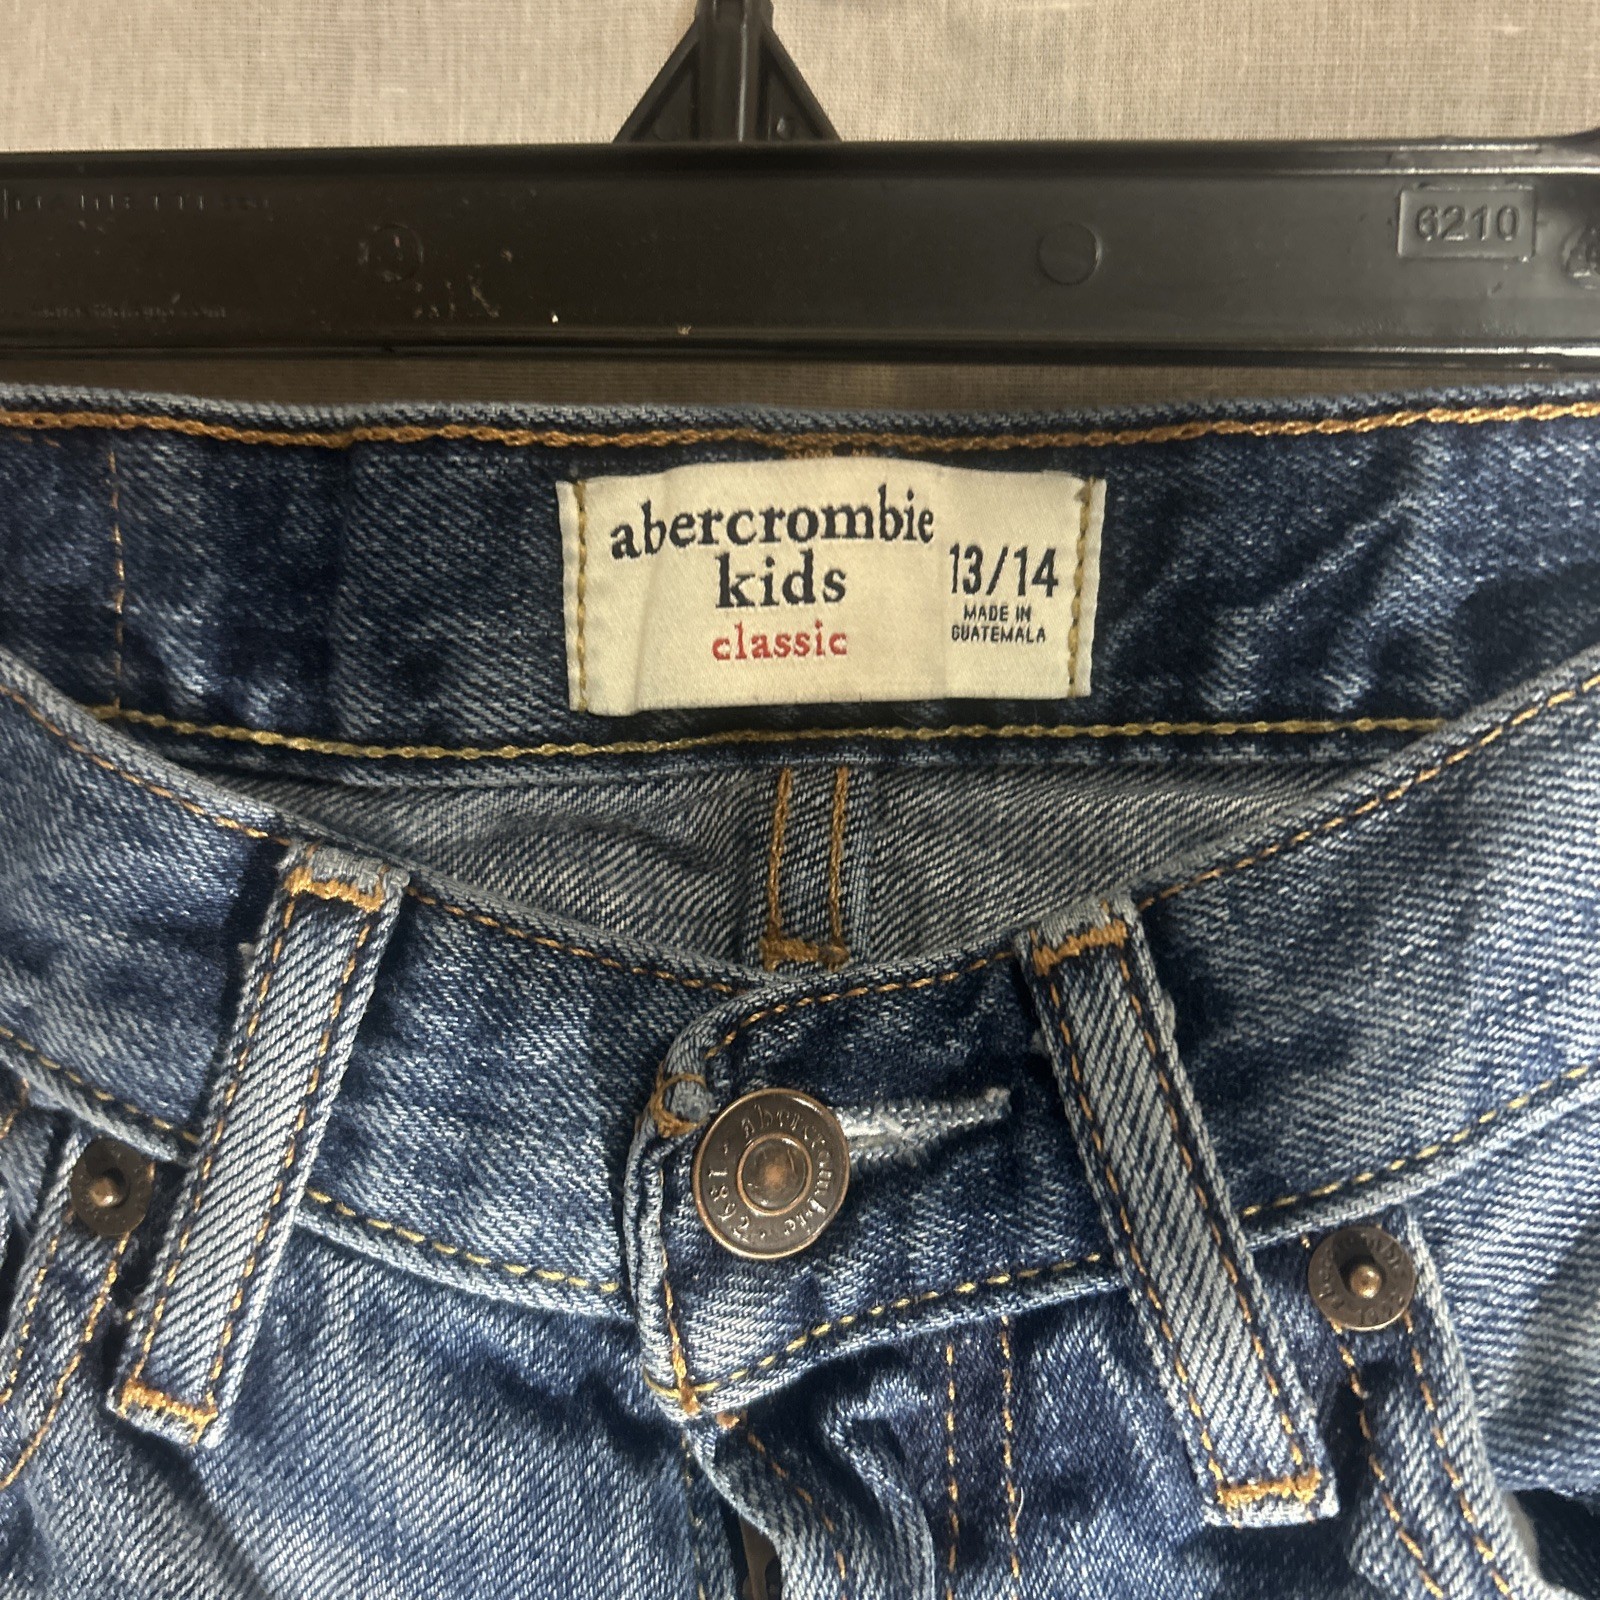 6210
abercrombie
kids
classic
13/14
MADE IN
GUATEMALA
abercrombie
1892